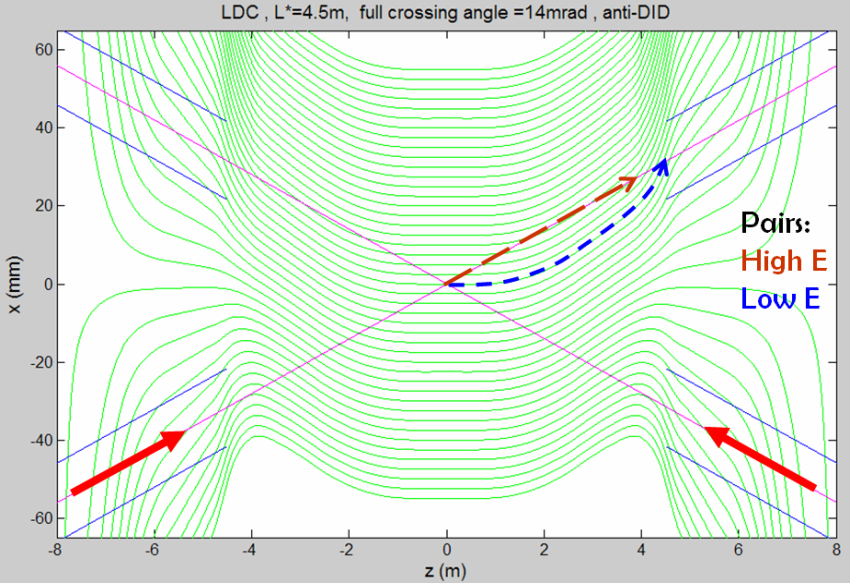 LDC , L*=4.5m,  full crossing angle =14mrad , anti-DID
60
40
20
0
-20
-40
-60
x (mm)
Pairs:
High E
Low E
-8 -6 -4 -2 0 2 4 6 8
z (m)